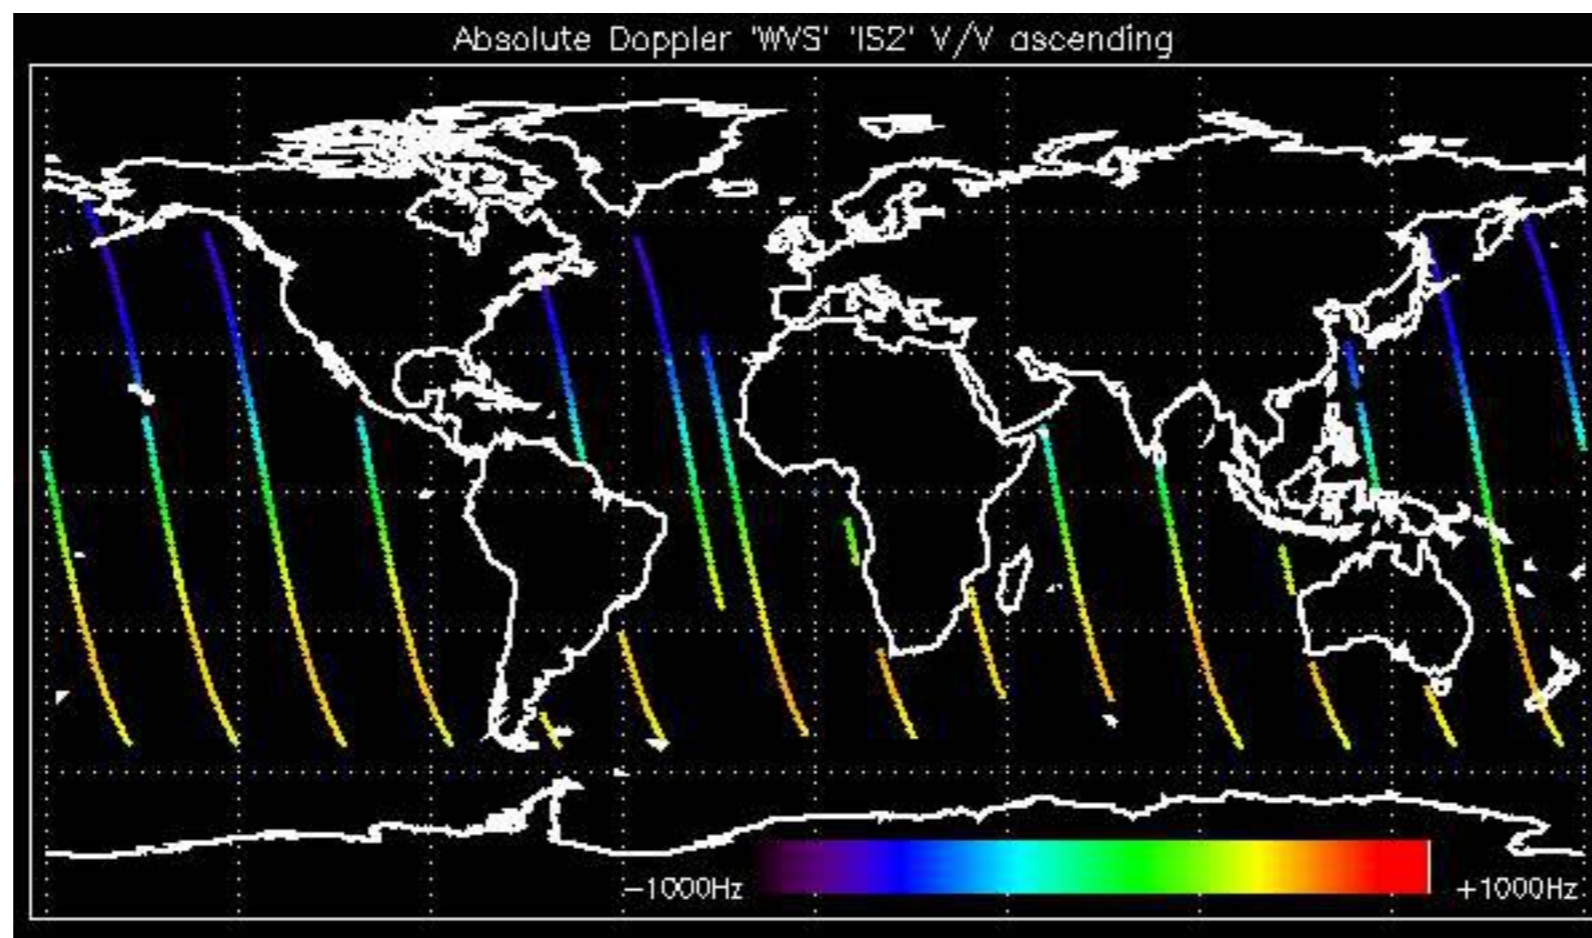 Absolute Doppler 'WVS' 'IS2' V/V ascending
−1000Hz +1000Hz